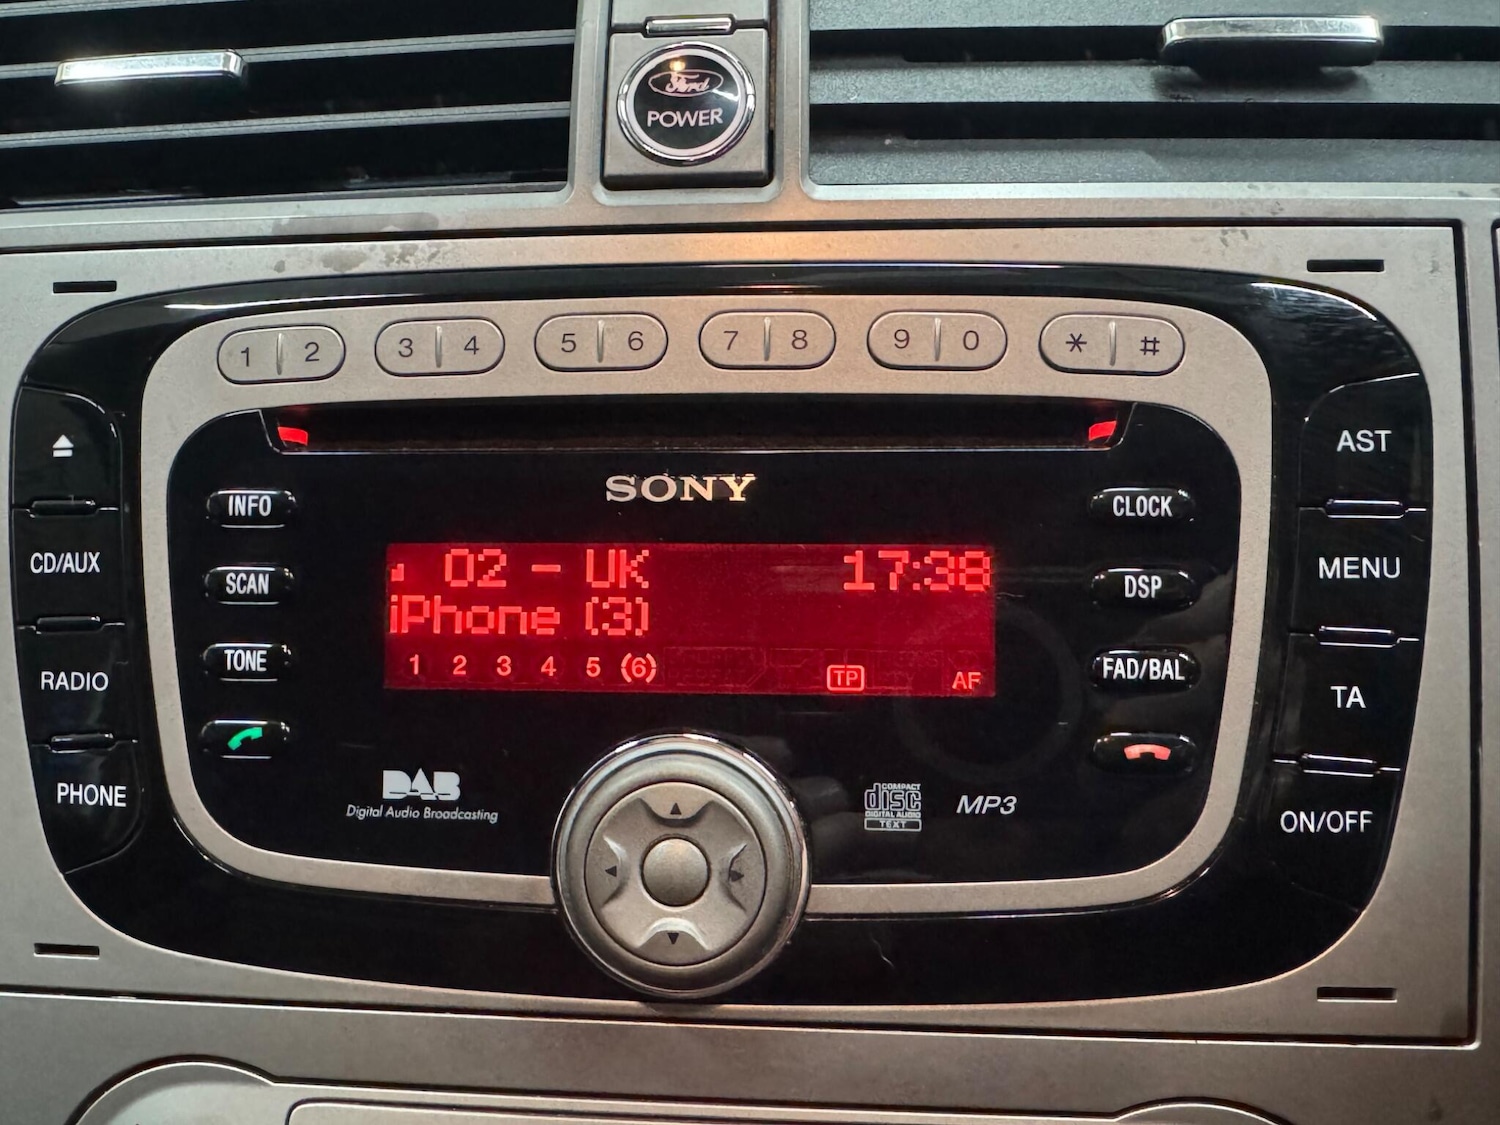 Ford
POWER
1 2 3 4 5 6 7 8 9 0 * #
AST
SONY
INFO
CLOCK
02 - UK 17:38
CD/AUX
MENU
SCAN
DSP
iPhone (3)
1 2 3 4 5 (6) TP AF
TONE
FAD/BAL
RADIO
TA
PHONE
DAB
Digital Audio Broadcasting
COMPACT
disc
DIGITAL AUDIO
TEXT
MP3
ON/OFF